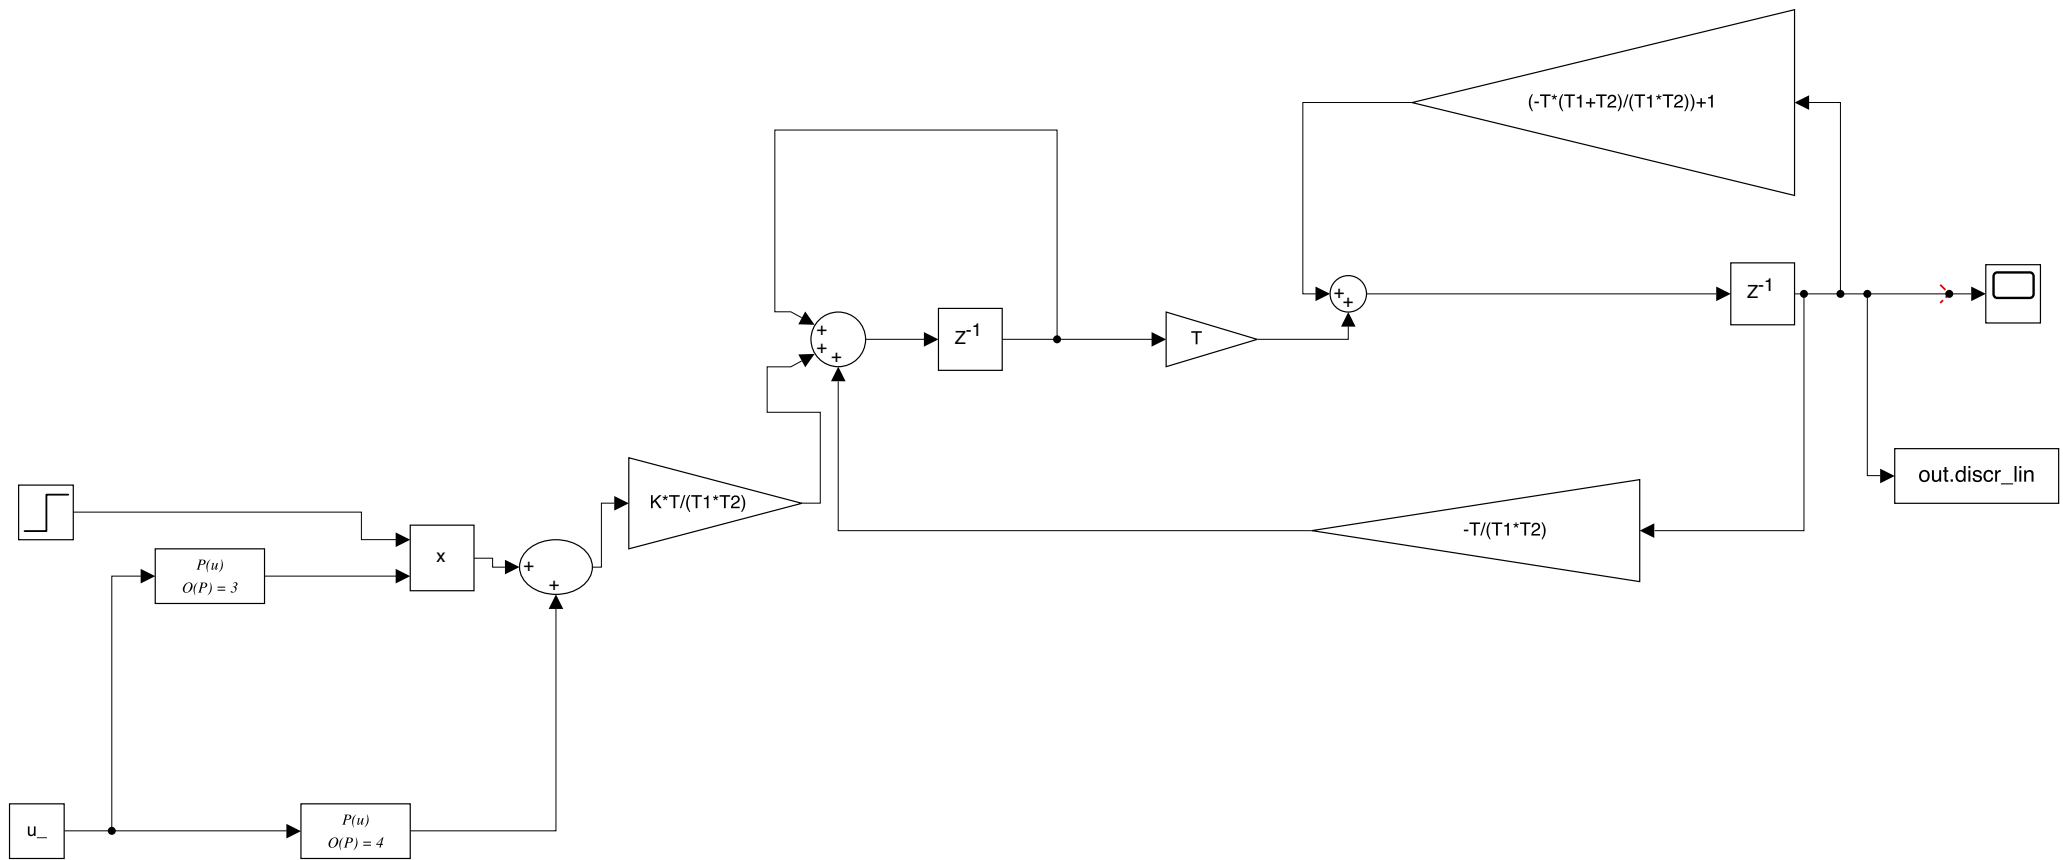 (-T*(T1+T2)/(T1*T2))+1
+
+
Z-1
+
+
+
Z-1
T
out.discr_lin
K*T/(T1*T2)
-T/(T1*T2)
x
+
+
P(u)
O(P) = 3
u_
P(u)
O(P) = 4